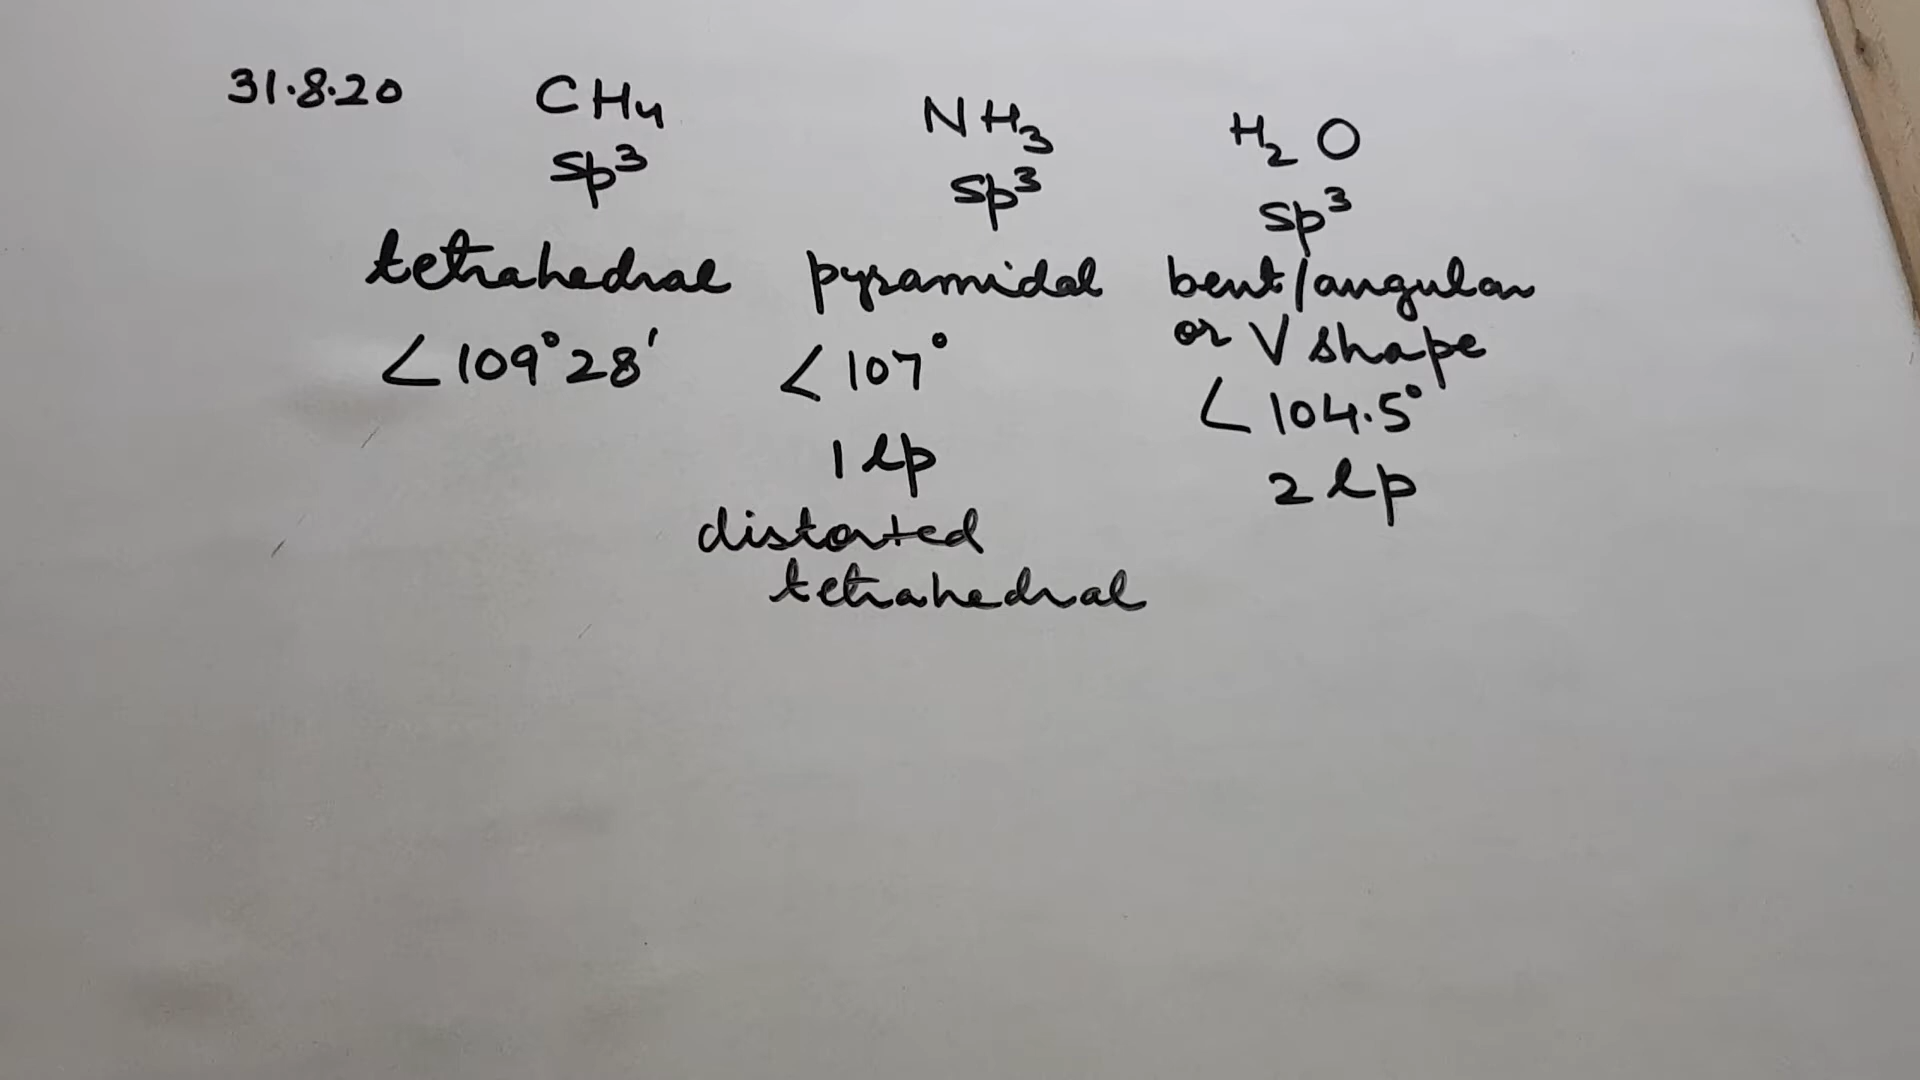 31.8.20 CH₄ NH₃ H₂O
sp³ sp³ sp³
tetrahedral pyramidal bent/angular
or V shape
∠109°28' ∠107° ∠104.5°
1 lp 2 lp
distorted
tetrahedral